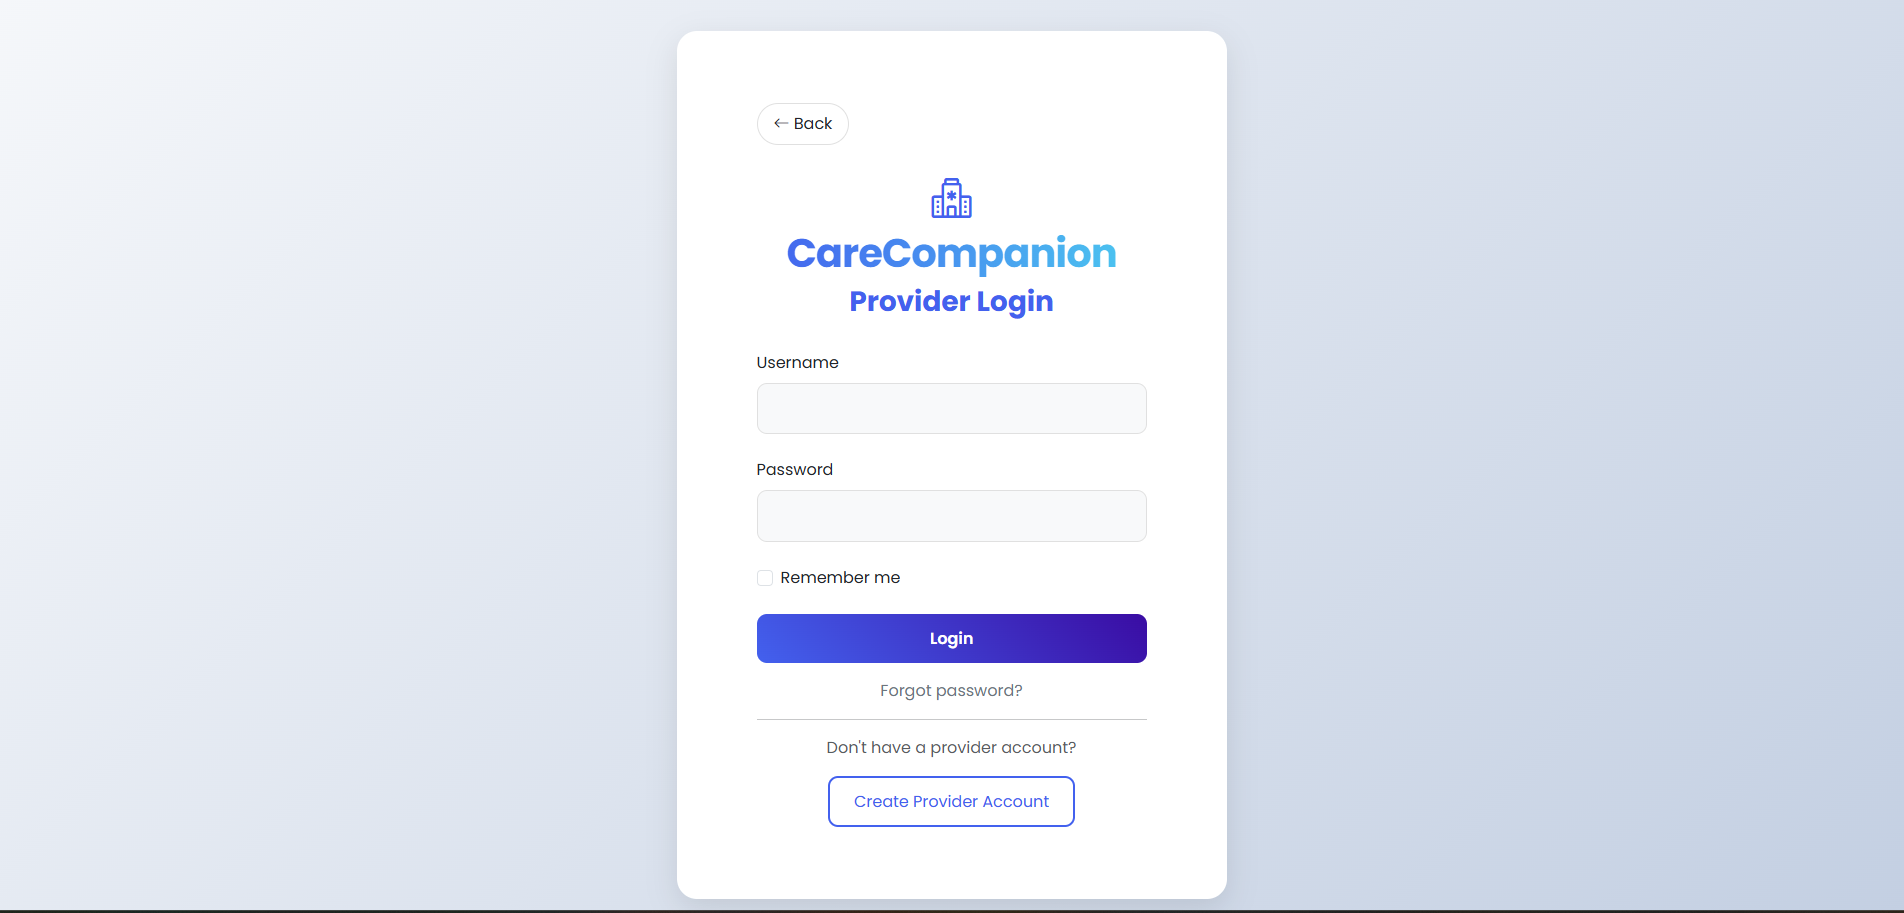 Back
CareCompanion
Provider Login
Username
Password
Remember me
Login
Forgot password?
Don't have a provider account?
Create Provider Account